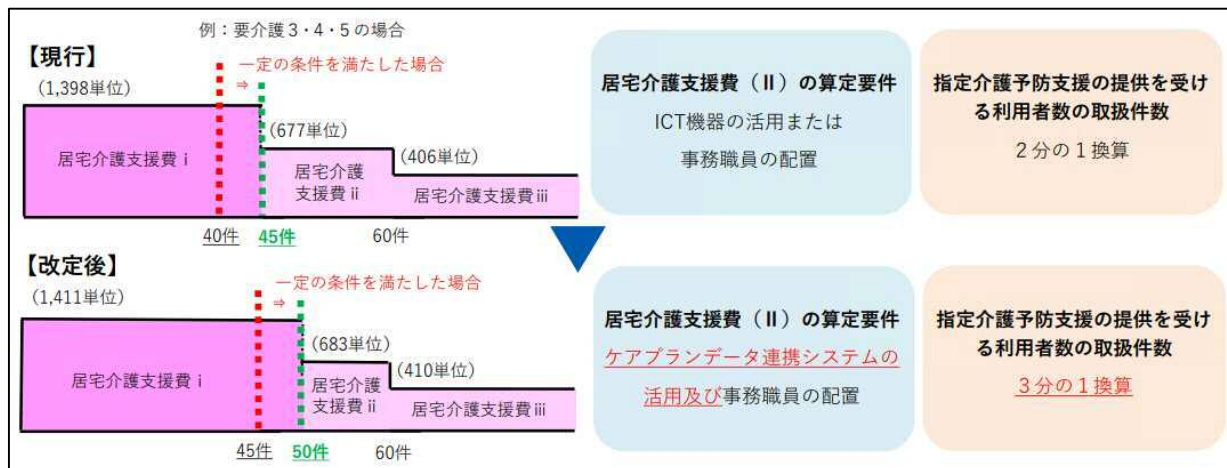 例：要介護３・４・５の場合
【現行】
一定の条件を満たした場合
(1,398単位)
⇒
(677単位)
(406単位)
居宅介護支援費ⅰ
居宅介護
支援費ⅱ
居宅介護支援費ⅲ
40件
45件
60件
居宅介護支援費（Ⅱ）の算定要件
ICT機器の活用または
事務職員の配置
指定介護予防支援の提供を受け
る利用者数の取扱件数
２分の１換算
【改定後】
一定の条件を満たした場合
(1,411単位)
⇒
(683単位)
(410単位)
居宅介護支援費ⅰ
居宅介護
支援費ⅱ
居宅介護支援費ⅲ
45件
50件
60件
居宅介護支援費（Ⅱ）の算定要件
ケアプランデータ連携システムの
活用及び事務職員の配置
指定介護予防支援の提供を受け
る利用者数の取扱件数
３分の１換算